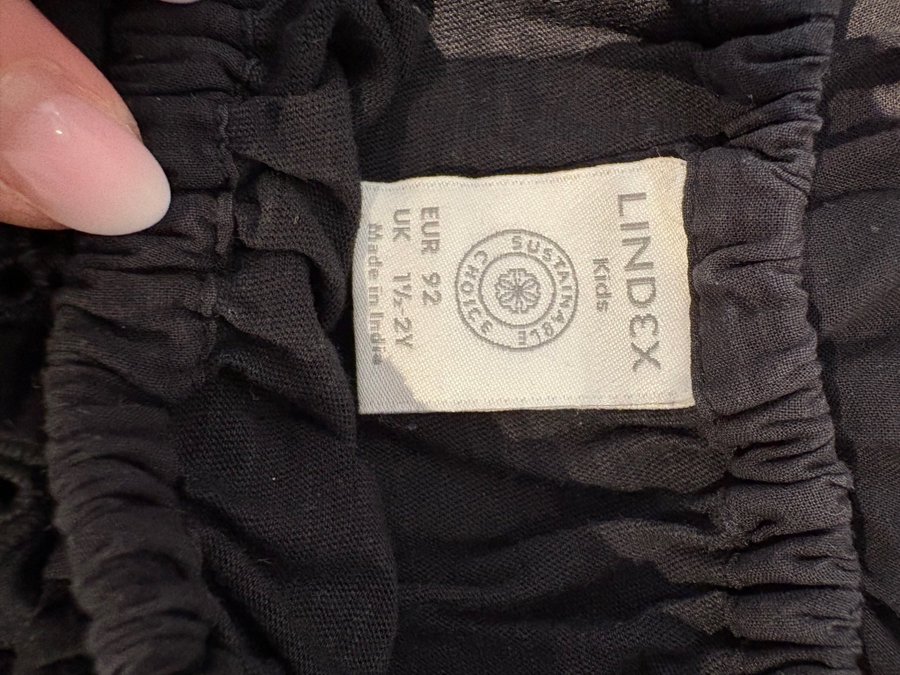 LINDEX
Kids
SUSTAINABLE
CHOICE
EUR 92
UK 1½-2Y
Made in India